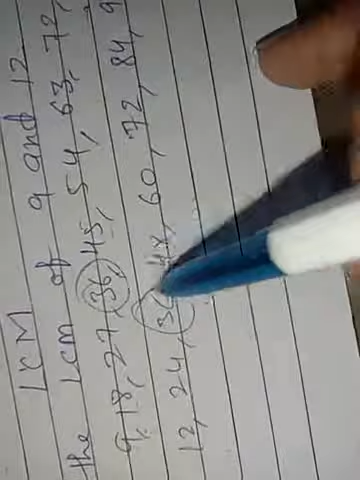 LCM
the LCM of 9 and 12
9, 18, 27, 36, 45, 54, 63, 72,
12, 24, 36, 48, 60, 72, 84, 9